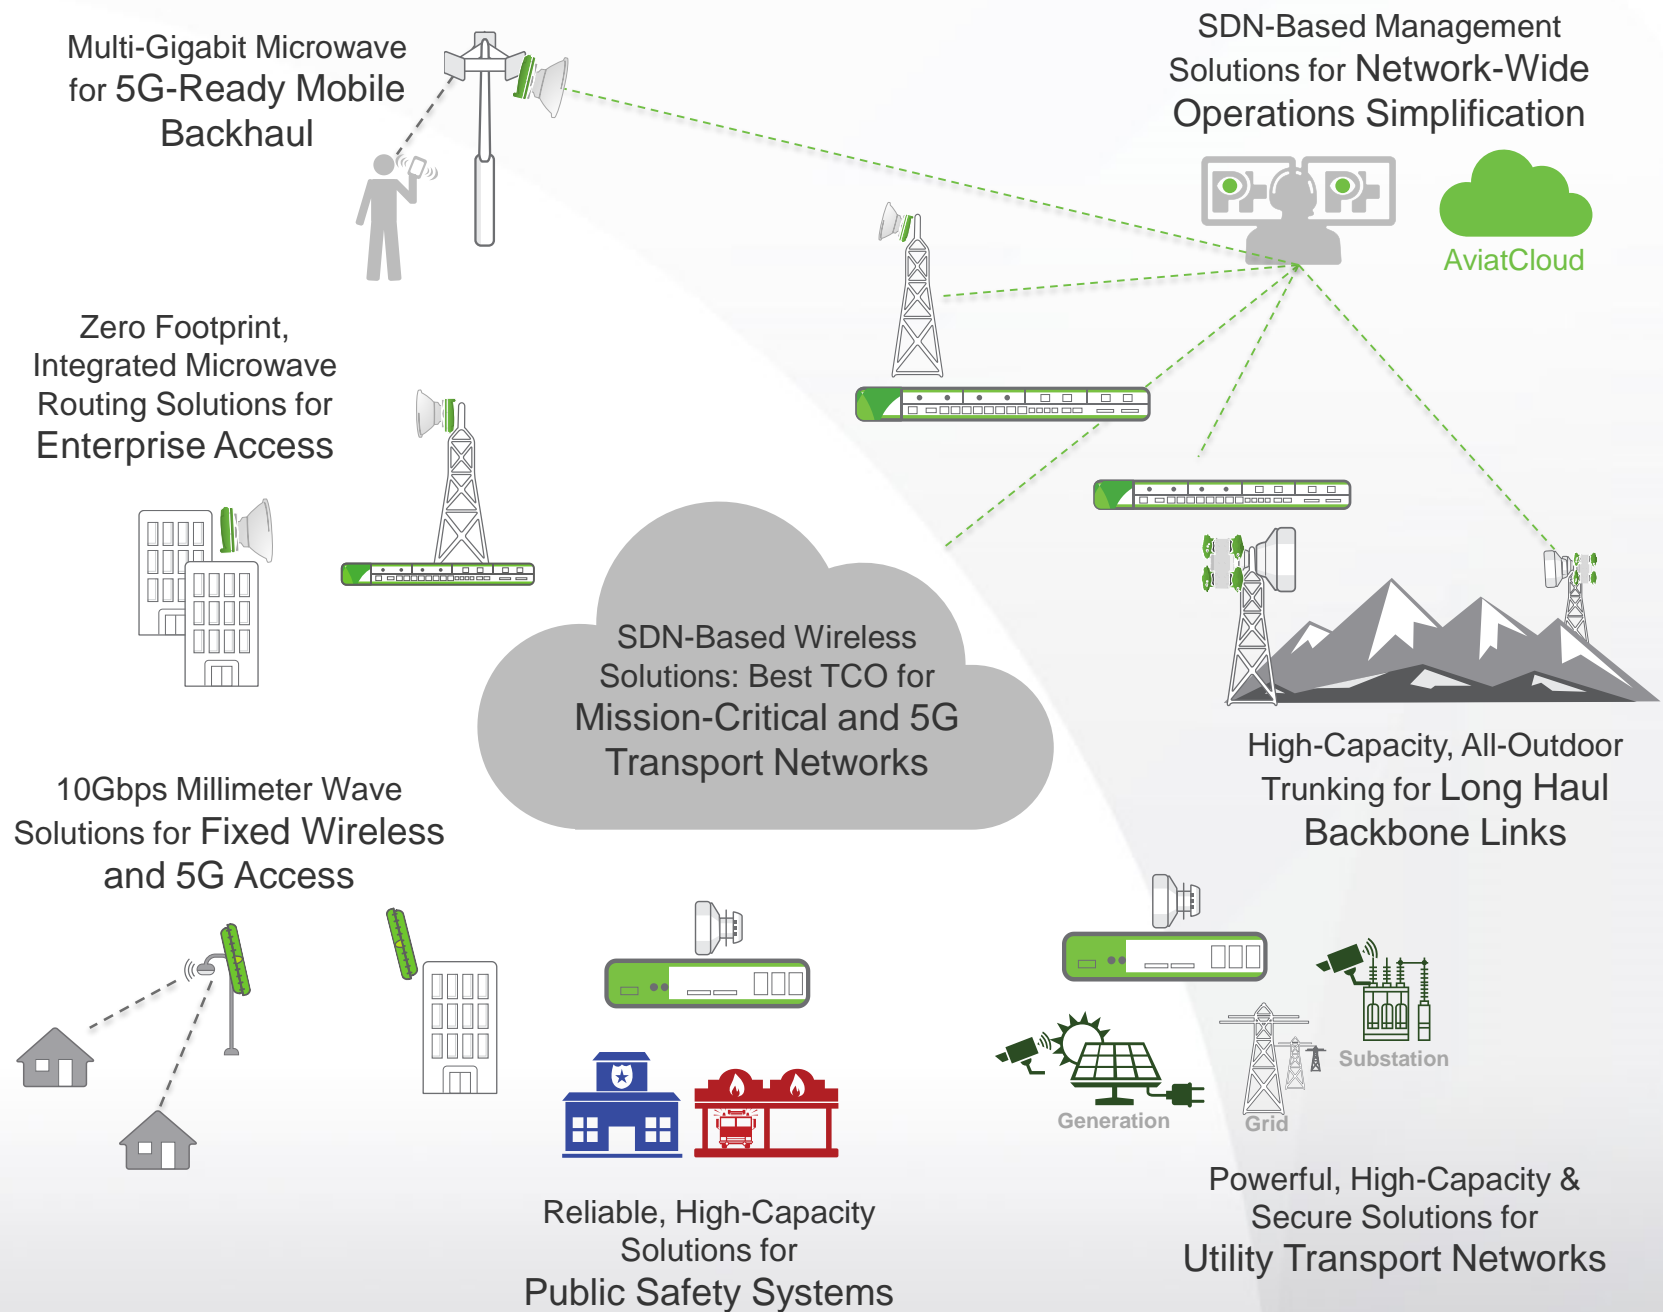 Multi-Gigabit Microwave
for 5G-Ready Mobile
Backhaul
SDN-Based Management
Solutions for Network-Wide
Operations Simplification
AviatCloud
Zero Footprint,
Integrated Microwave
Routing Solutions for
Enterprise Access
SDN-Based Wireless
Solutions: Best TCO for
Mission-Critical and 5G
Transport Networks
High-Capacity, All-Outdoor
Trunking for Long Haul
Backbone Links
10Gbps Millimeter Wave
Solutions for Fixed Wireless
and 5G Access
Substation
Generation
Grid
Reliable, High-Capacity
Solutions for
Public Safety Systems
Powerful, High-Capacity &
Secure Solutions for
Utility Transport Networks